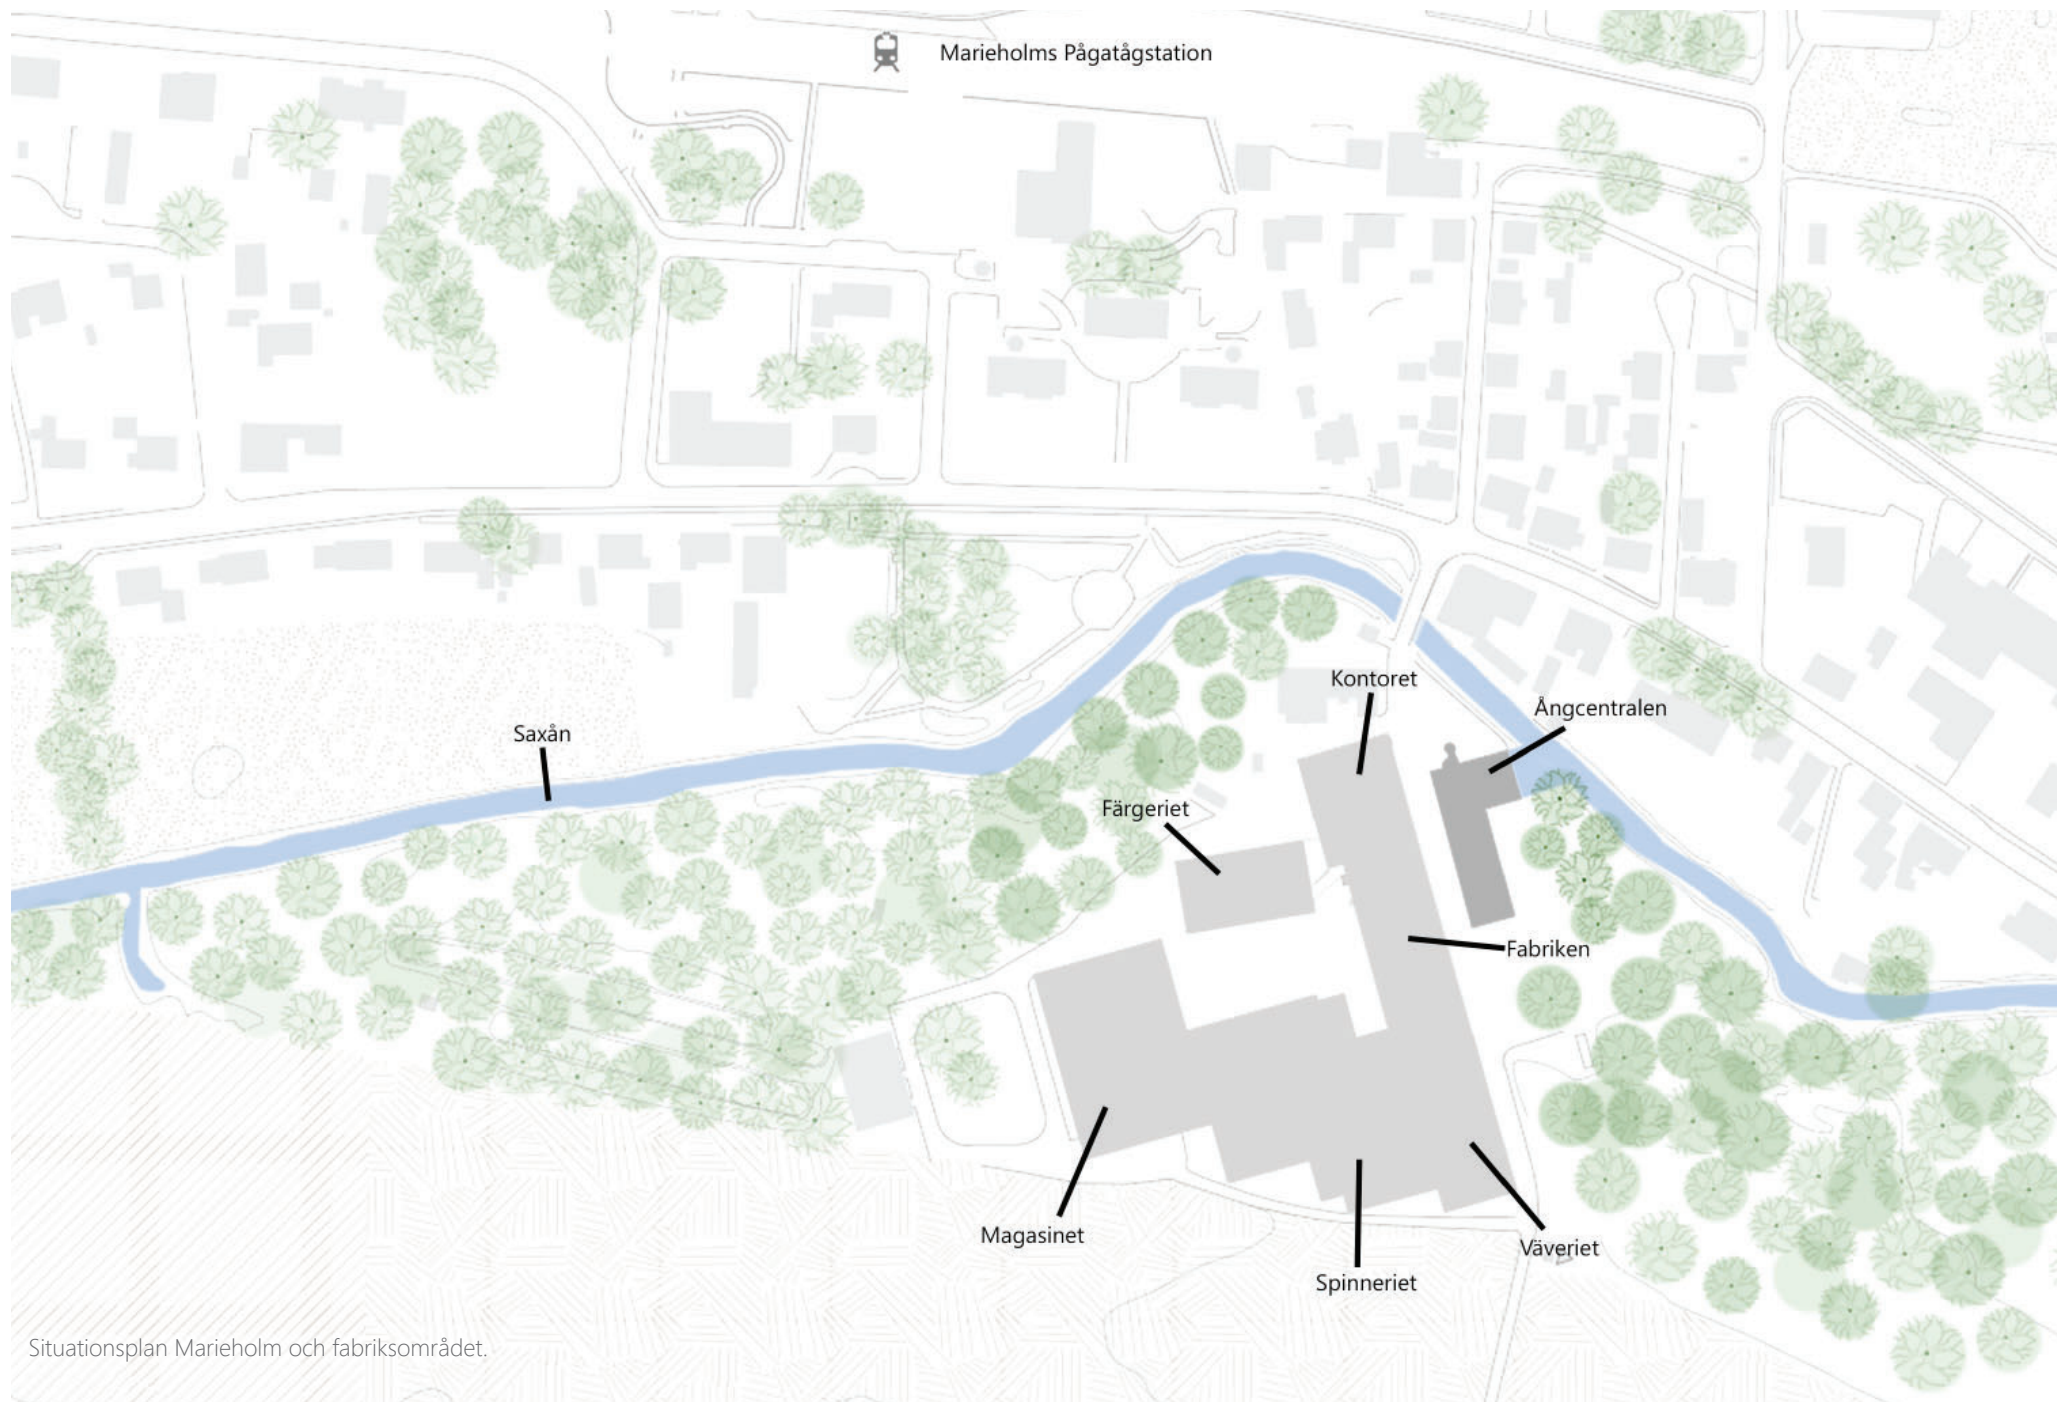 Marieholms Pågatågstation
Kontoret
Ångcentralen
Saxån
Färgeriet
Fabriken
Magasinet
Väveriet
Spinneriet
Situationsplan Marieholm och fabriksområdet.